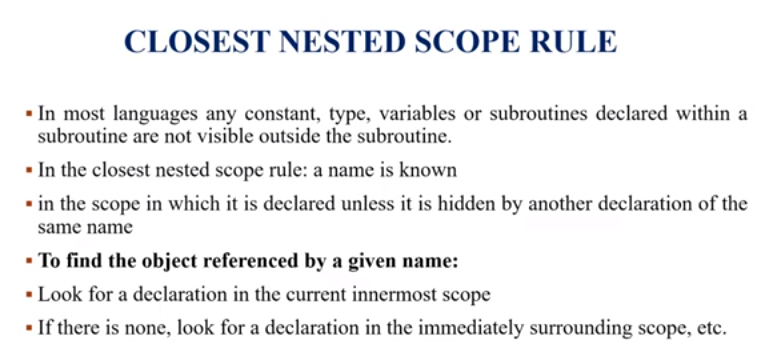 CLOSEST NESTED SCOPE RULE
▪ In most languages any constant, type, variables or subroutines declared within a
subroutine are not visible outside the subroutine.
▪ In the closest nested scope rule: a name is known
▪ in the scope in which it is declared unless it is hidden by another declaration of the
same name
▪ To find the object referenced by a given name:
▪ Look for a declaration in the current innermost scope
▪ If there is none, look for a declaration in the immediately surrounding scope, etc.